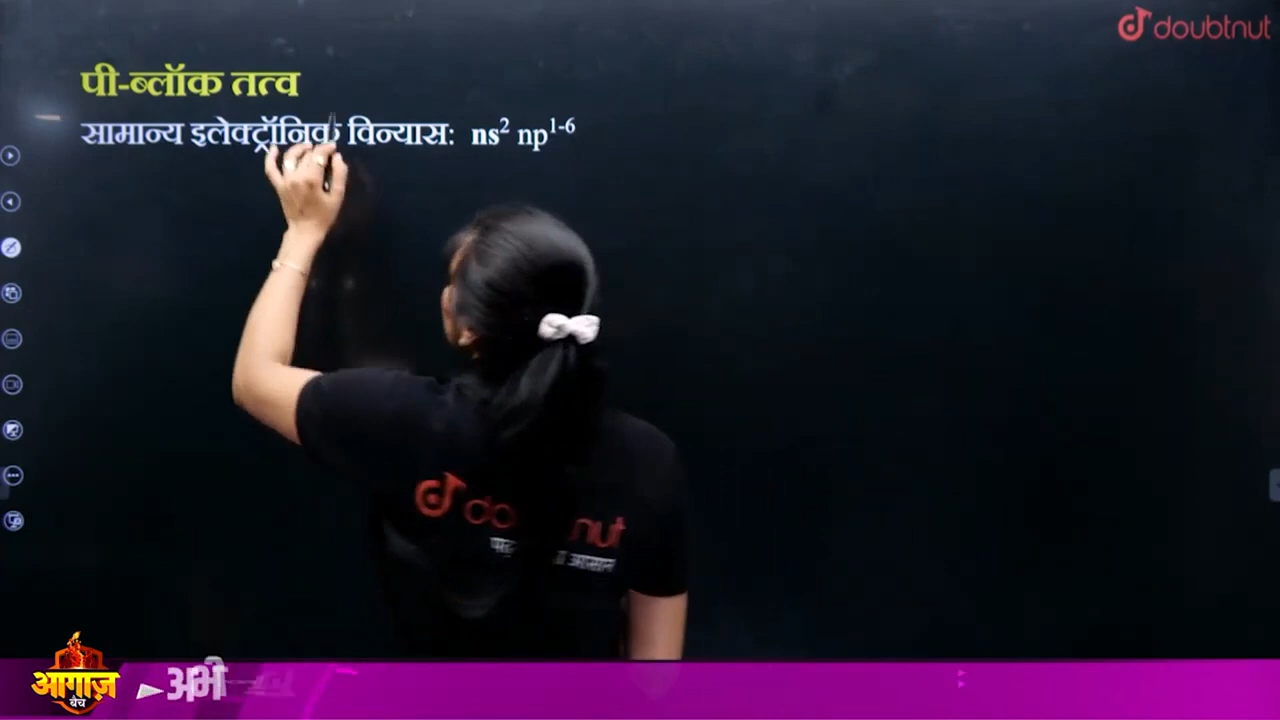 doubtnut
पी-ब्लॉक तत्व
सामान्य इलेक्ट्रॉनिक विन्यास: ns² np¹⁻⁶
आगाज़
बैच
अभी